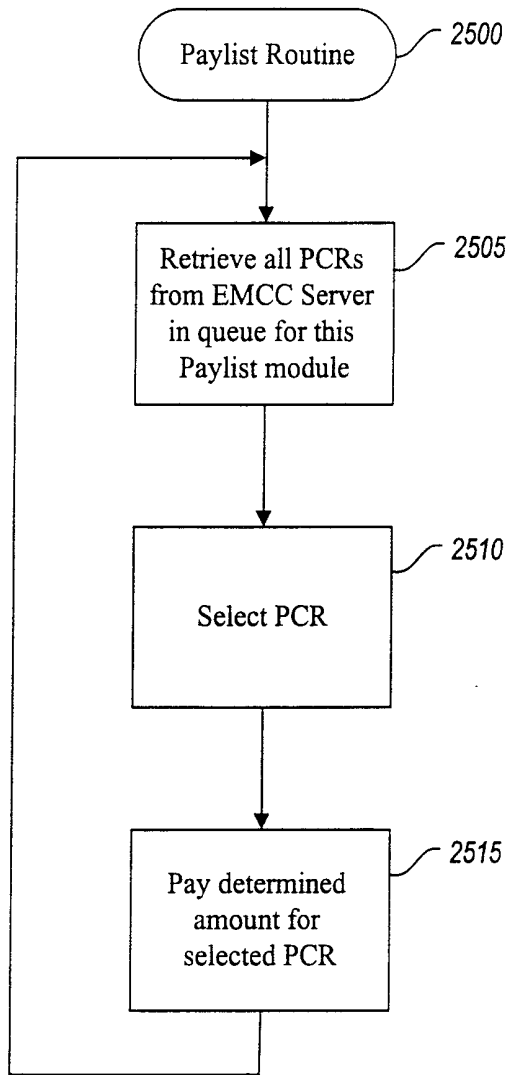 Paylist Routine
2500
Retrieve all PCRs
from EMCC Server
in queue for this
Paylist module
2505
Select PCR
2510
Pay determined
amount for
selected PCR
2515